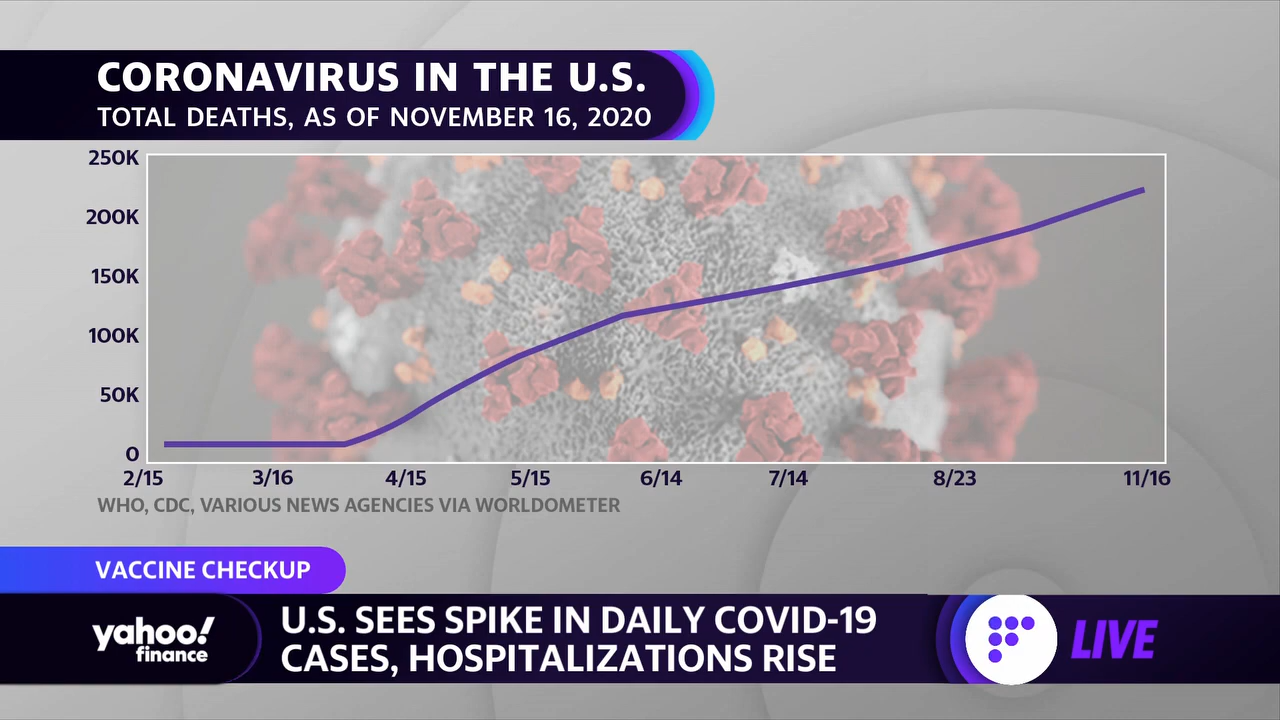 CORONAVIRUS IN THE U.S.
TOTAL DEATHS, AS OF NOVEMBER 16, 2020
250K
200K
150K
100K
50K
0
2/15 3/16 4/15 5/15 6/14 7/14 8/23 11/16
WHO, CDC, VARIOUS NEWS AGENCIES VIA WORLDOMETER
VACCINE CHECKUP
yahoo!
finance
U.S. SEES SPIKE IN DAILY COVID-19
CASES, HOSPITALIZATIONS RISE
LIVE